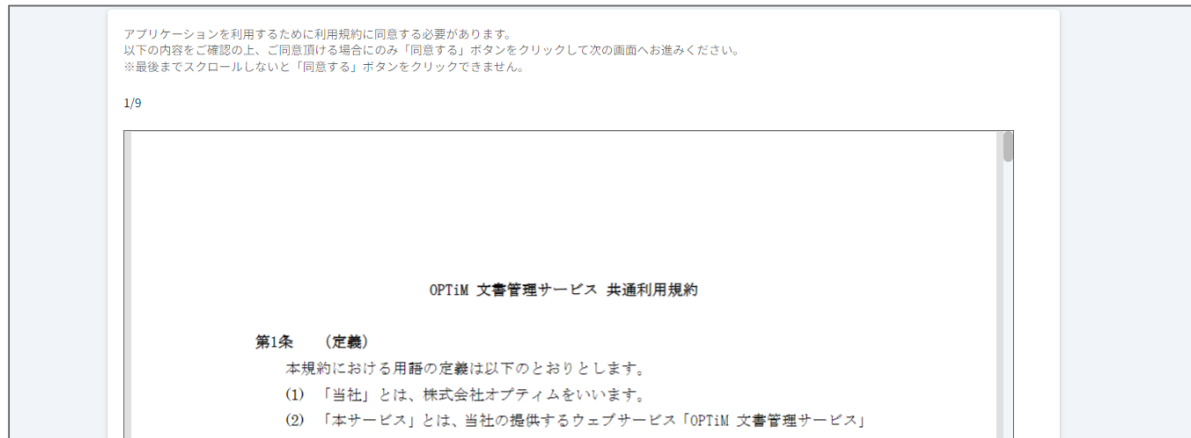 アプリケーションを利用するために利用規約に同意する必要があります。
以下の内容をご確認の上、ご同意頂ける場合にのみ「同意する」ボタンをクリックして次の画面へお進みください。
※最後までスクロールしないと「同意する」ボタンをクリックできません。
1/9
OPTiM 文書管理サービス 共通利用規約
第1条 （定義）
本規約における用語の定義は以下のとおりとします。
(1) 「当社」とは、株式会社オプティムをいいます。
(2) 「本サービス」とは、当社の提供するウェブサービス「OPTiM 文書管理サービス」